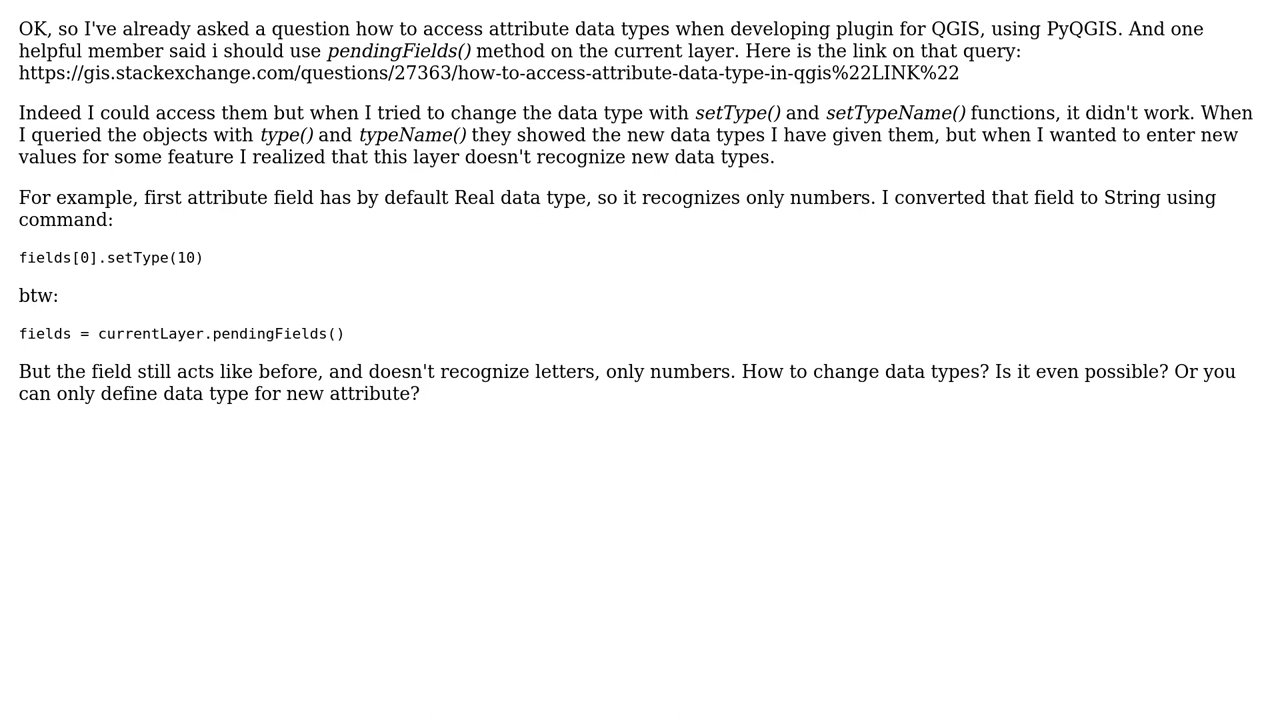 OK, so I've already asked a question how to access attribute data types when developing plugin for QGIS, using PyQGIS. And one
helpful member said i should use pendingFields() method on the current layer. Here is the link on that query:
https://gis.stackexchange.com/questions/27363/how-to-access-attribute-data-type-in-qgis%22LINK%22
Indeed I could access them but when I tried to change the data type with setType() and setTypeName() functions, it didn't work. When
I queried the objects with type() and typeName() they showed the new data types I have given them, but when I wanted to enter new
values for some feature I realized that this layer doesn't recognize new data types.
For example, first attribute field has by default Real data type, so it recognizes only numbers. I converted that field to String using
command:
fields[0].setType(10)
btw:
fields = currentLayer.pendingFields()
But the field still acts like before, and doesn't recognize letters, only numbers. How to change data types? Is it even possible? Or you
can only define data type for new attribute?